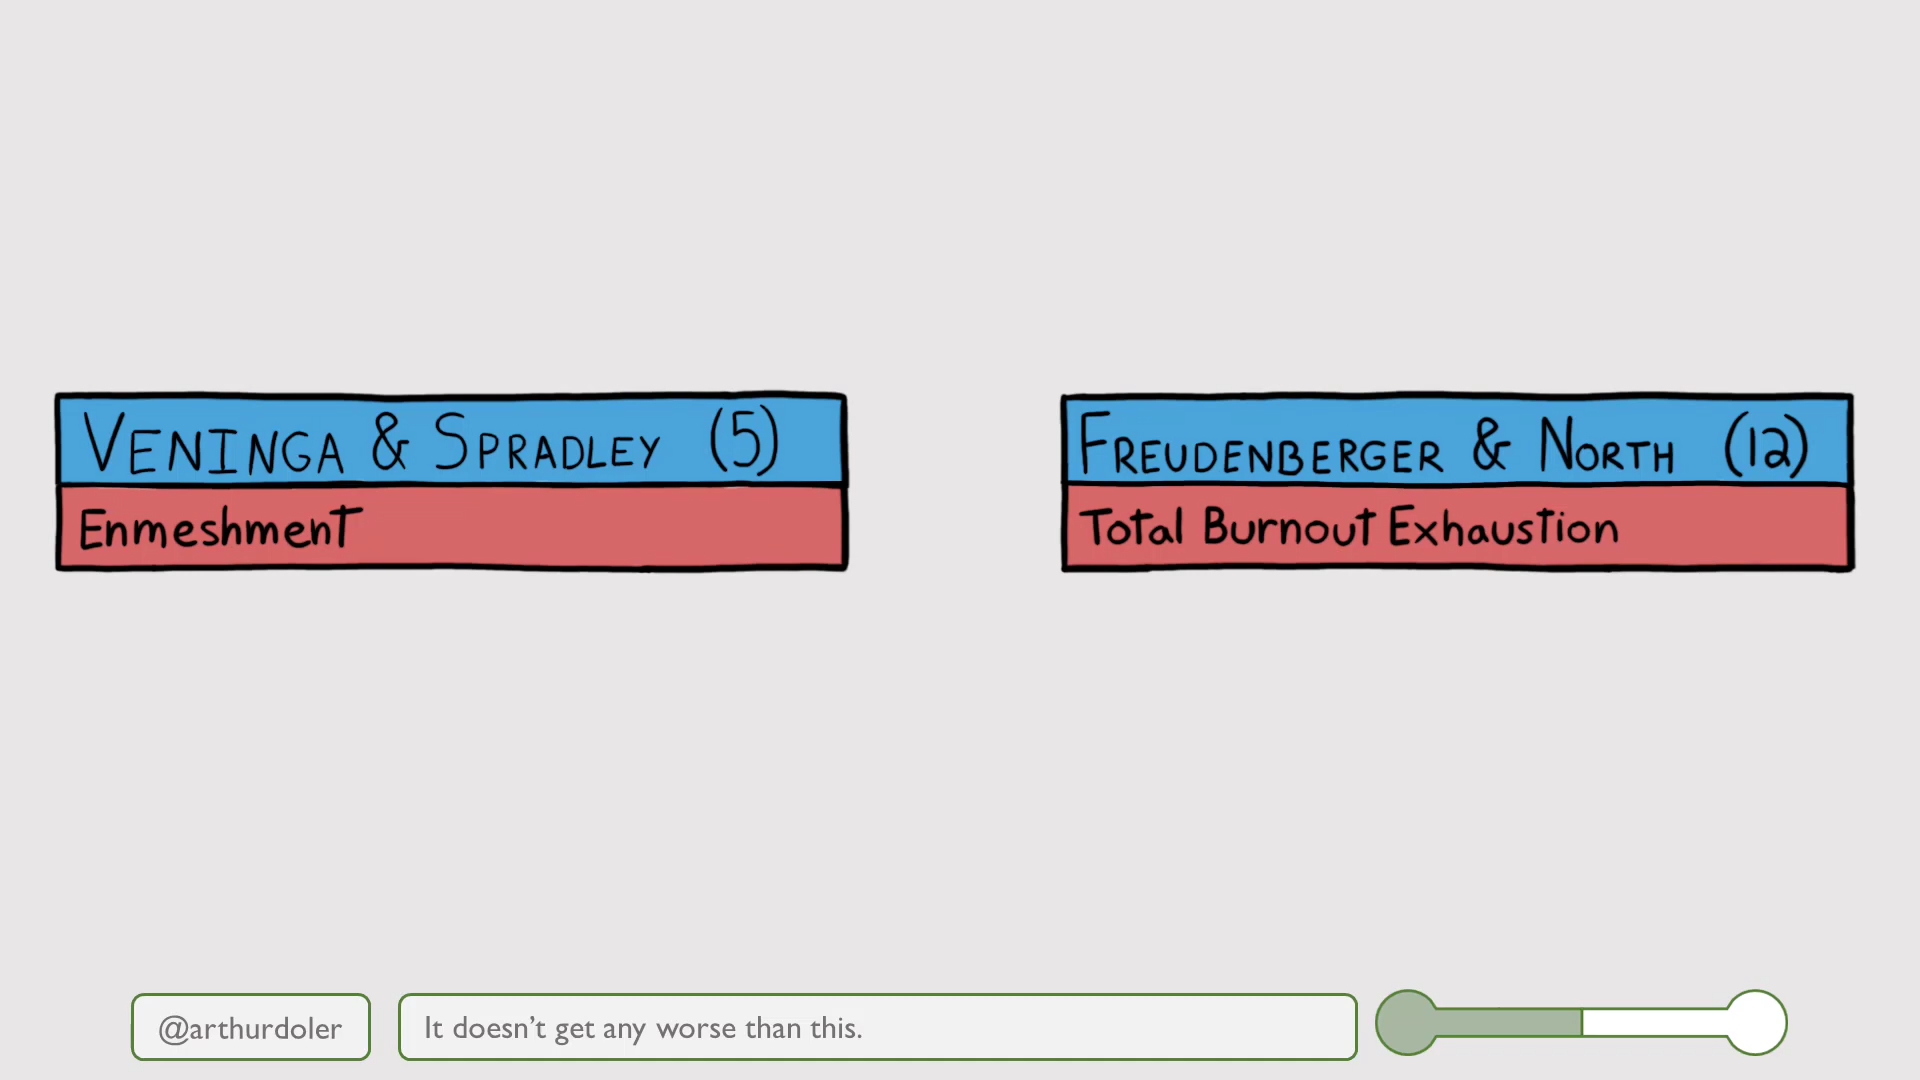 VENINGA & SPRADLEY (5)
Enmeshment
FREUDENBERGER & NORTH (12)
Total Burnout Exhaustion
@arthurdoler
It doesn’t get any worse than this.